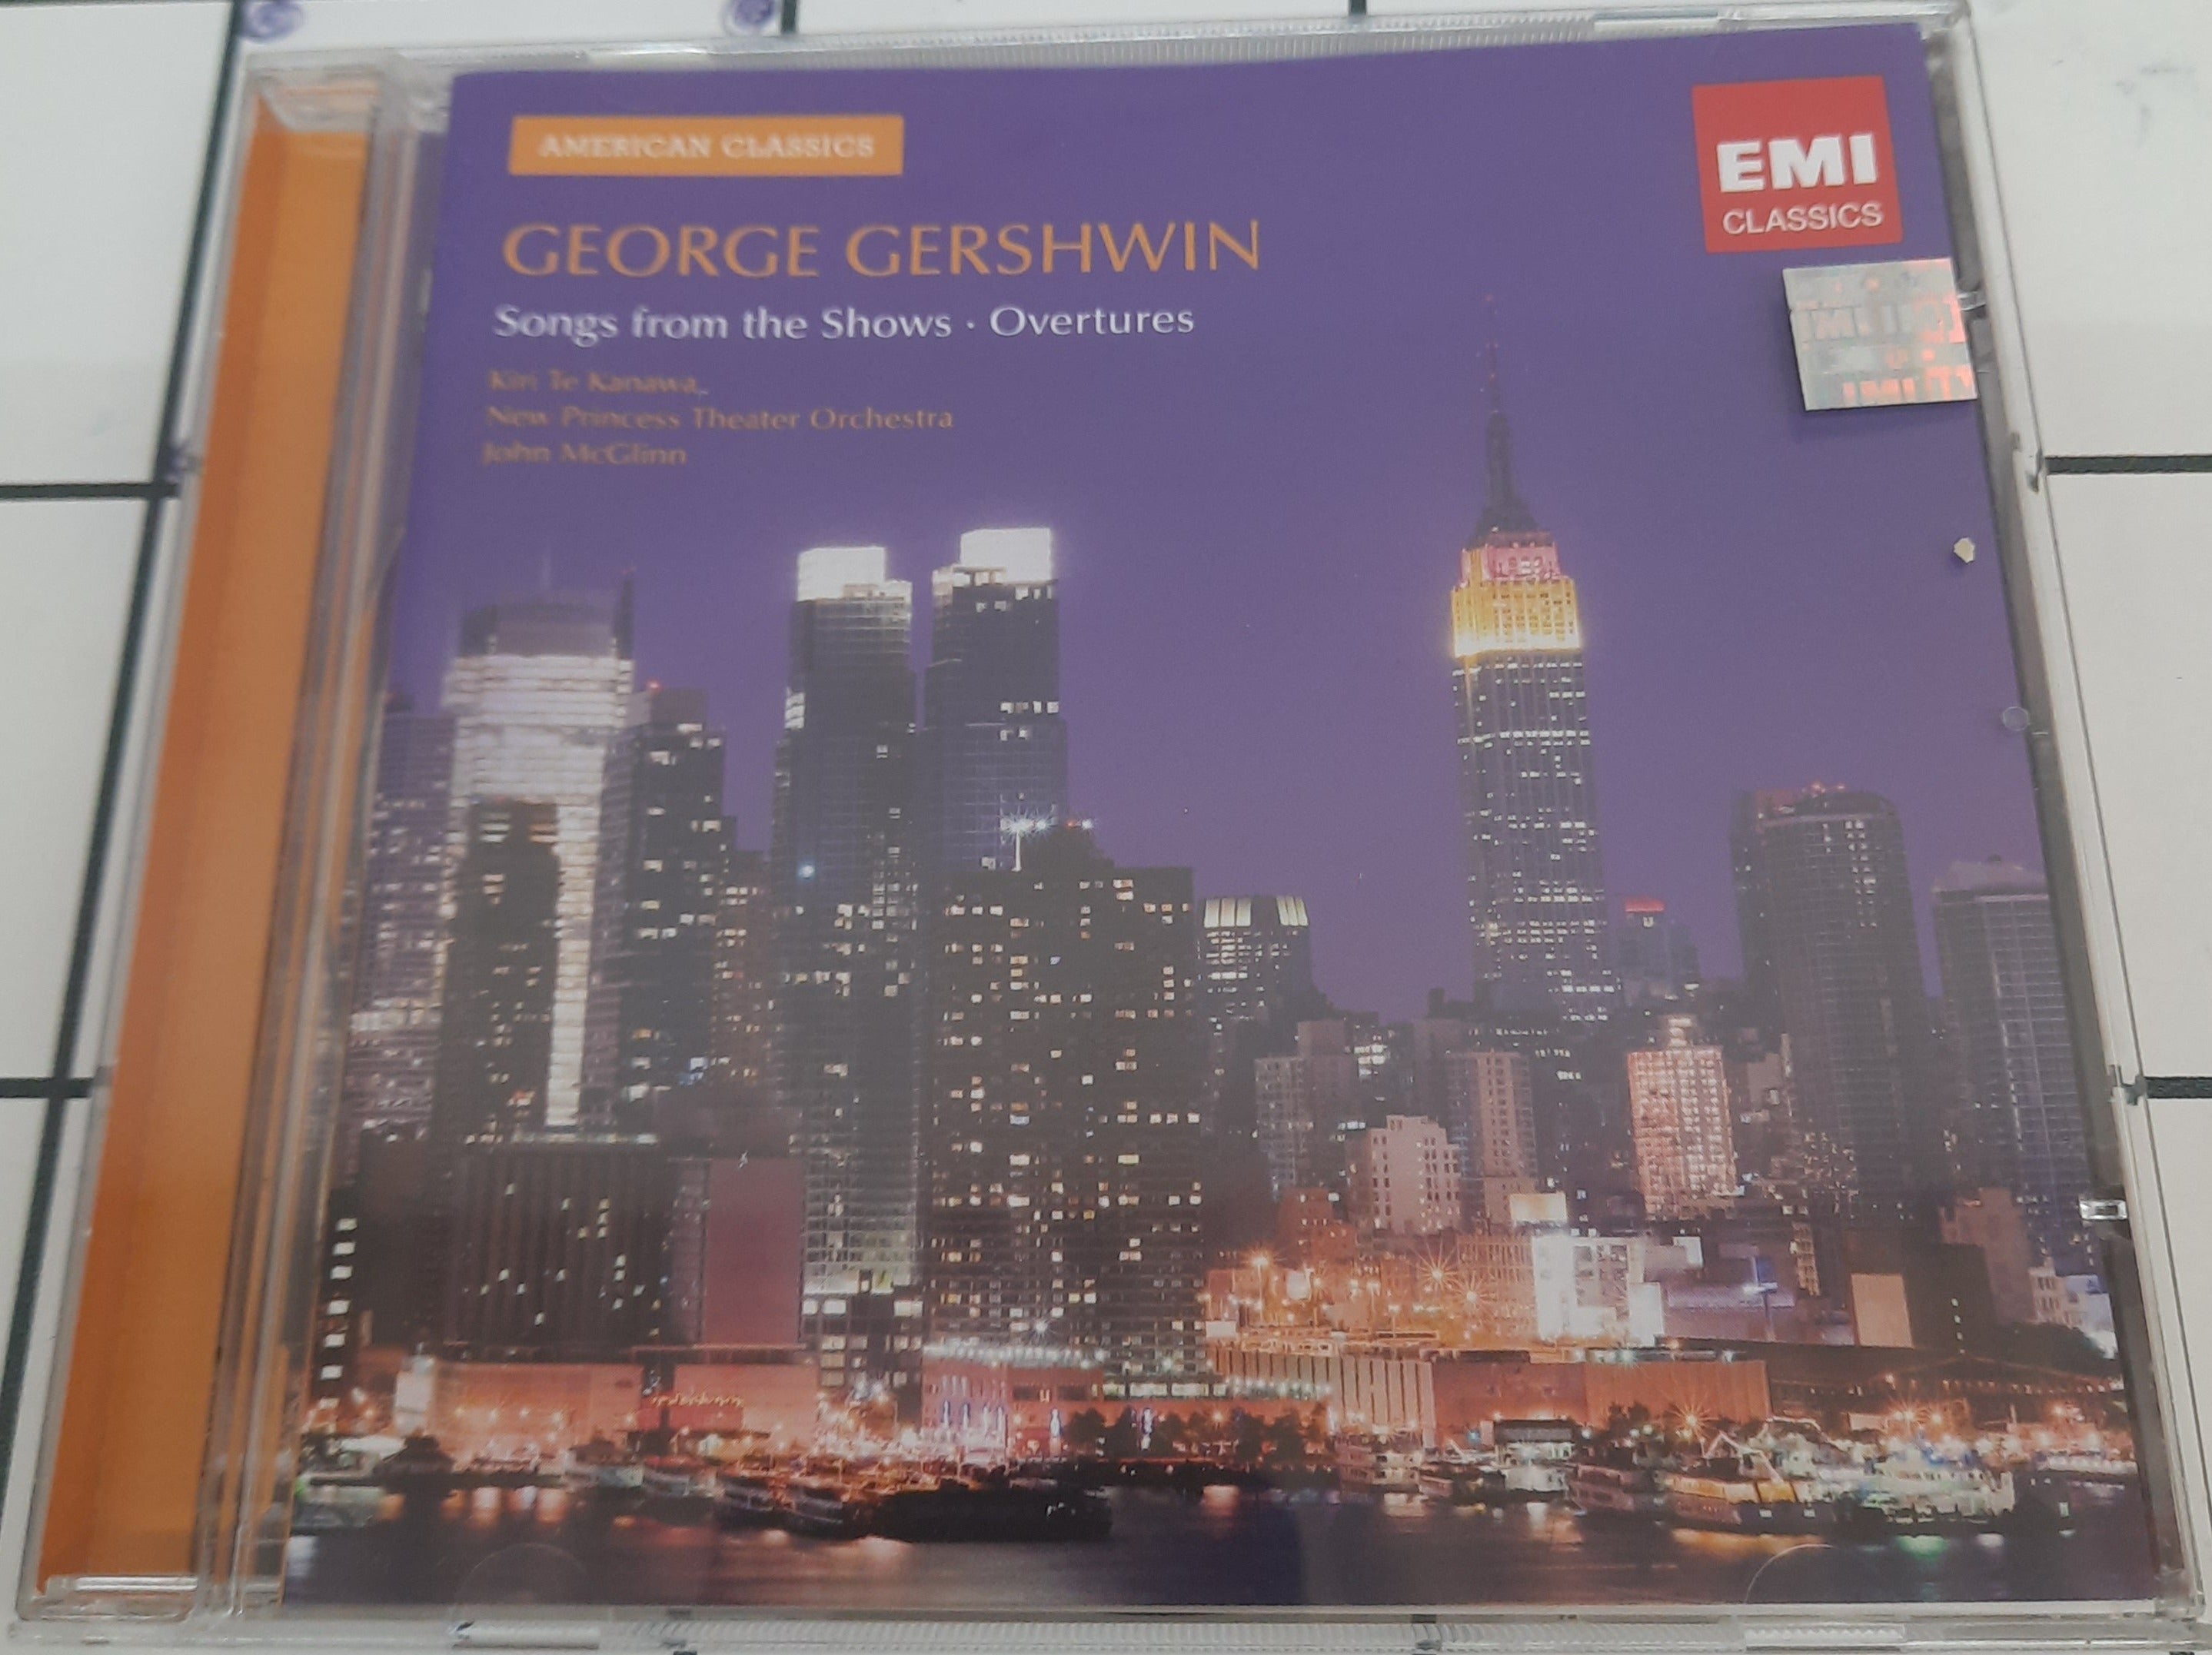 AMERICAN CLASSICS
EMI
CLASSICS
GEORGE GERSHWIN
Songs from the Shows · Overtures
Kiri Te Kanawa,
New Princess Theater Orchestra
John McGlinn